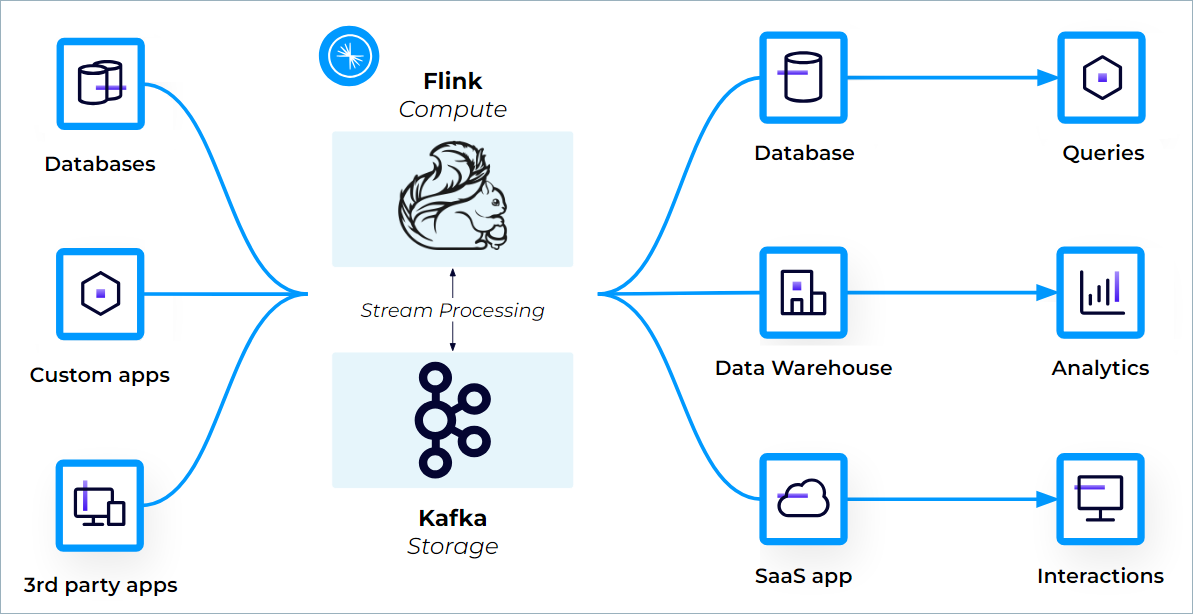 Databases
Custom apps
3rd party apps
Flink
Compute
Stream Processing
Kafka
Storage
Database
Queries
Data Warehouse
Analytics
SaaS app
Interactions